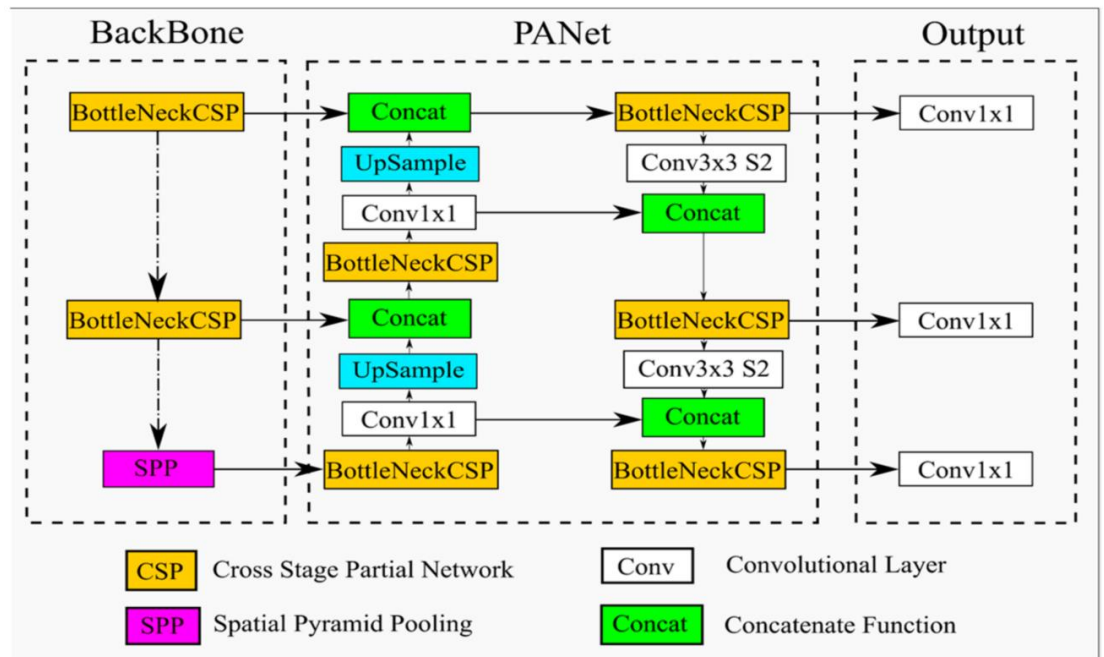 BackBone
PANet
Output
BottleNeckCSP
Concat
BottleNeckCSP
Conv1x1
UpSample
Conv3x3 S2
Conv1x1
Concat
BottleNeckCSP
BottleNeckCSP
Concat
BottleNeckCSP
Conv1x1
UpSample
Conv3x3 S2
Conv1x1
Concat
SPP
BottleNeckCSP
BottleNeckCSP
Conv1x1
CSP
Cross Stage Partial Network
Conv
Convolutional Layer
SPP
Spatial Pyramid Pooling
Concat
Concatenate Function